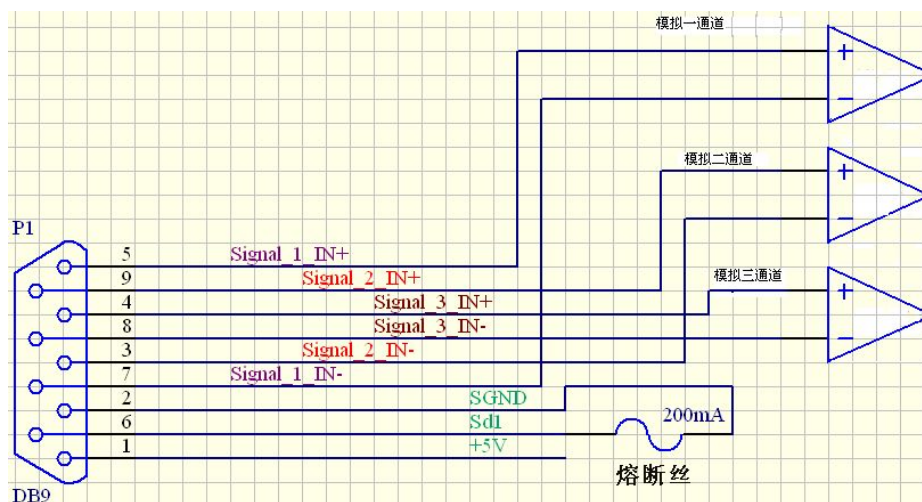 模拟一通道
模拟二通道
P1
5 Signal_1_IN+
9 Signal_2_IN+
模拟三通道
4 Signal_3_IN+
8 Signal_3_IN-
3 Signal_2_IN-
7 Signal_1_IN-
2 SGND
6 Sd1 200mA
1 +5V
熔断丝
DB9